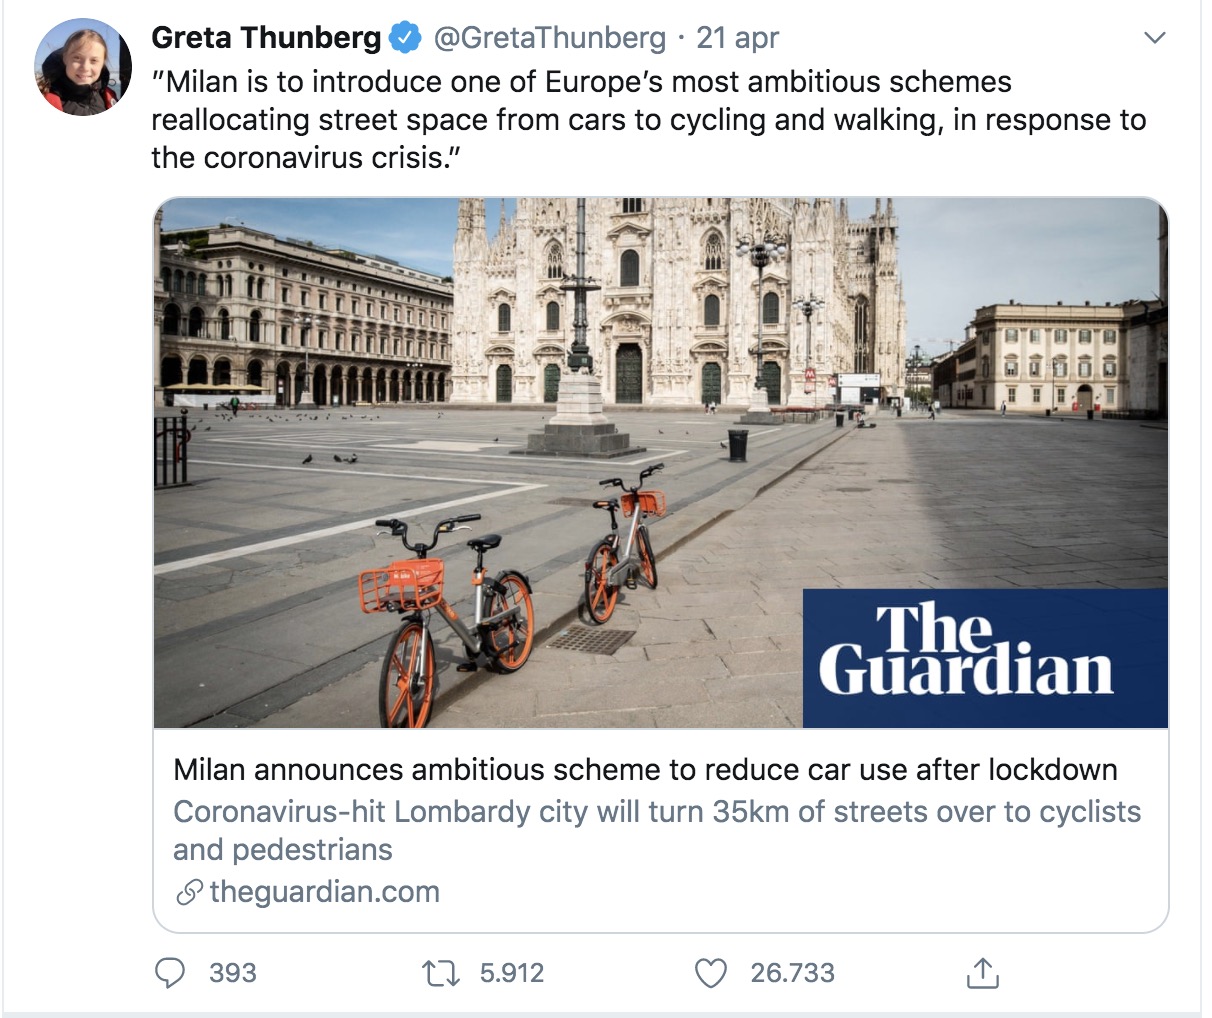 Greta Thunberg @GretaThunberg · 21 apr
"Milan is to introduce one of Europe's most ambitious schemes
reallocating street space from cars to cycling and walking, in response to
the coronavirus crisis."
The
Guardian
Milan announces ambitious scheme to reduce car use after lockdown
Coronavirus-hit Lombardy city will turn 35km of streets over to cyclists
and pedestrians
theguardian.com
393 5.912 26.733